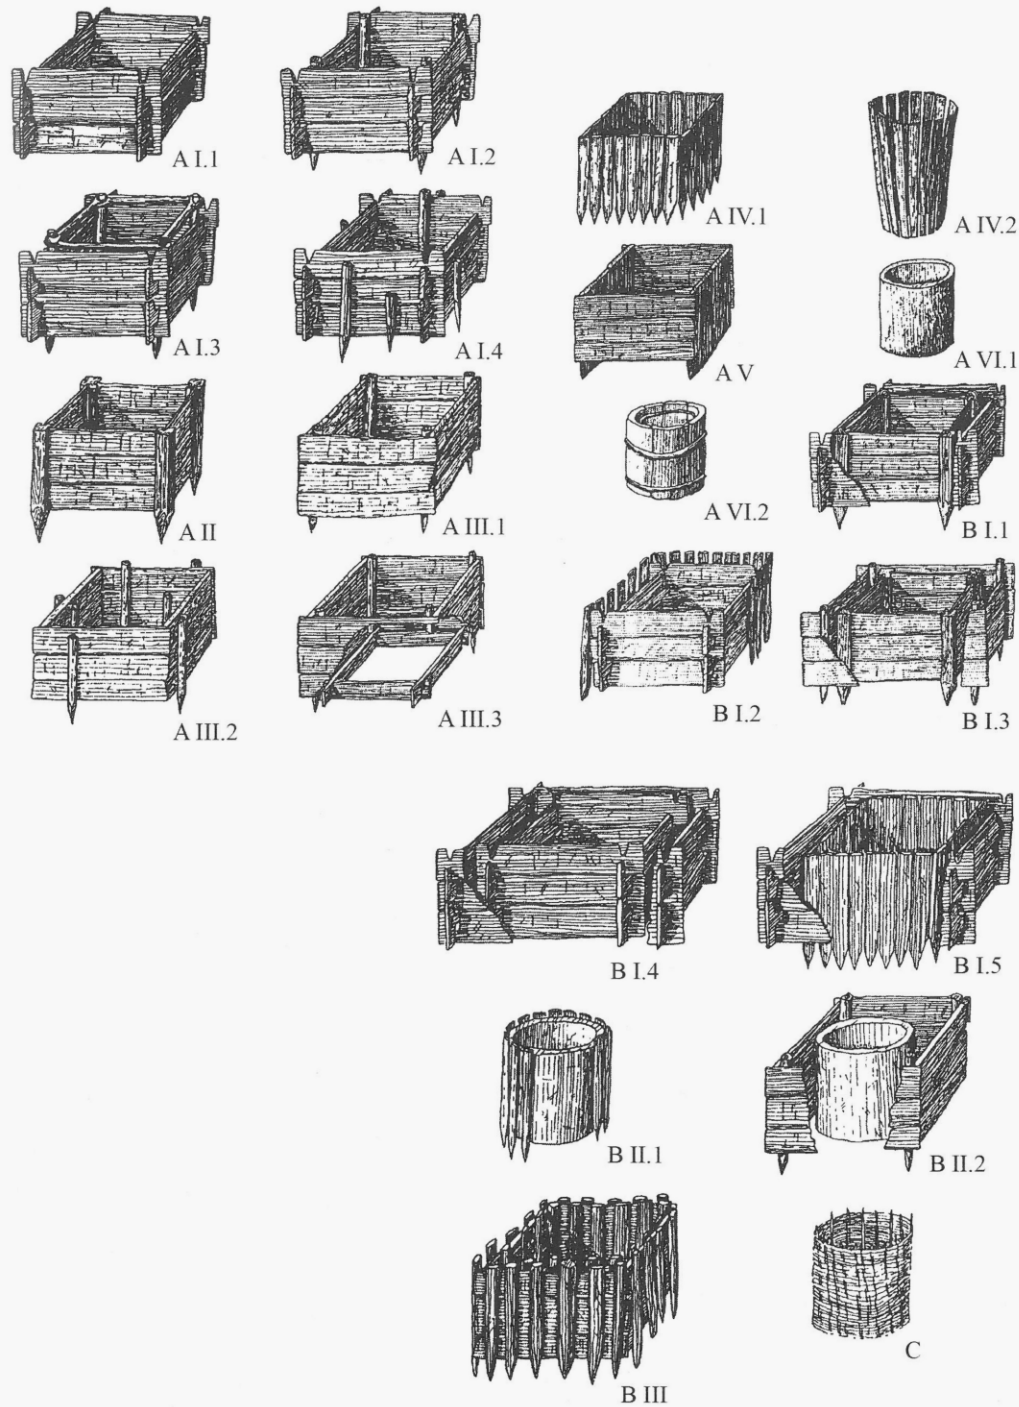 A I.1
A I.2
A IV.1
A IV.2
A I.3
A I.4
A V
A VI.1
A II
A III.1
A VI.2
B I.1
A III.2
A III.3
B I.2
B I.3
B I.4
B I.5
B II.1
B II.2
B III
C